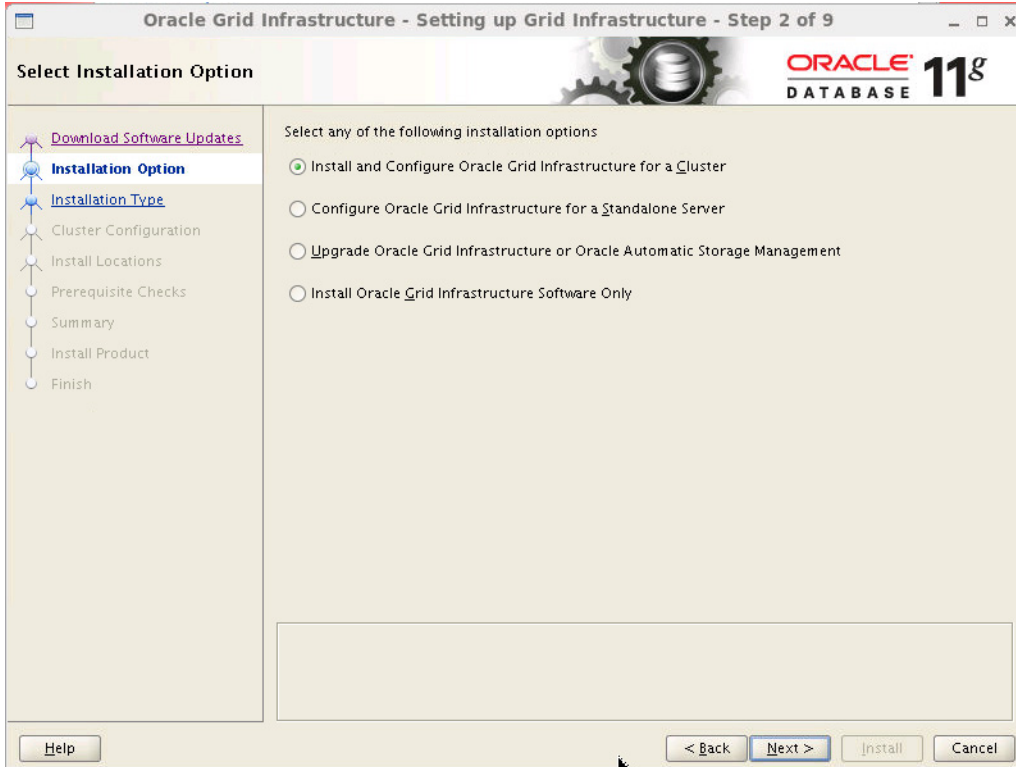 Oracle Grid Infrastructure - Setting up Grid Infrastructure - Step 2 of 9
Select Installation Option
ORACLE
DATABASE
11g
Download Software Updates
Installation Option
Installation Type
Cluster Configuration
Install Locations
Prerequisite Checks
Summary
Install Product
Finish
Select any of the following installation options
Install and Configure Oracle Grid Infrastructure for a Cluster
Configure Oracle Grid Infrastructure for a Standalone Server
Upgrade Oracle Grid Infrastructure or Oracle Automatic Storage Management
Install Oracle Grid Infrastructure Software Only
Help
< Back
Next >
Install
Cancel